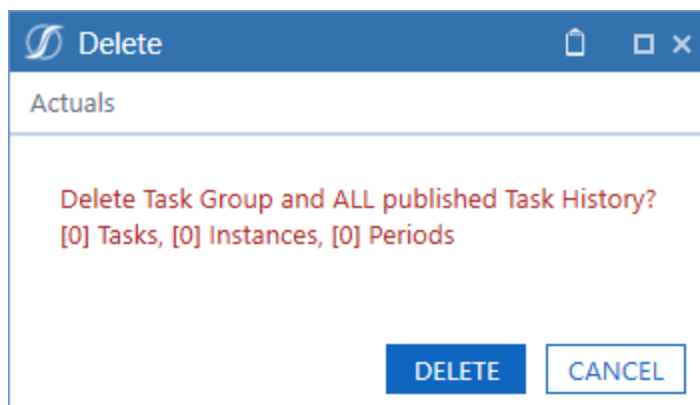 Delete
Actuals
Delete Task Group and ALL published Task History?
[0] Tasks, [0] Instances, [0] Periods
DELETE CANCEL